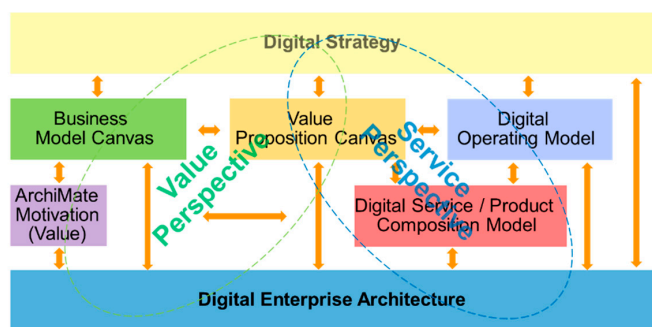 Digital Strategy
Business
Model Canvas
Value
Proposition Canvas
Digital
Operating Model
Value
Perspective
Service
Perspective
ArchiMate
Motivation
(Value)
Digital Service / Product
Composition Model
Digital Enterprise Architecture